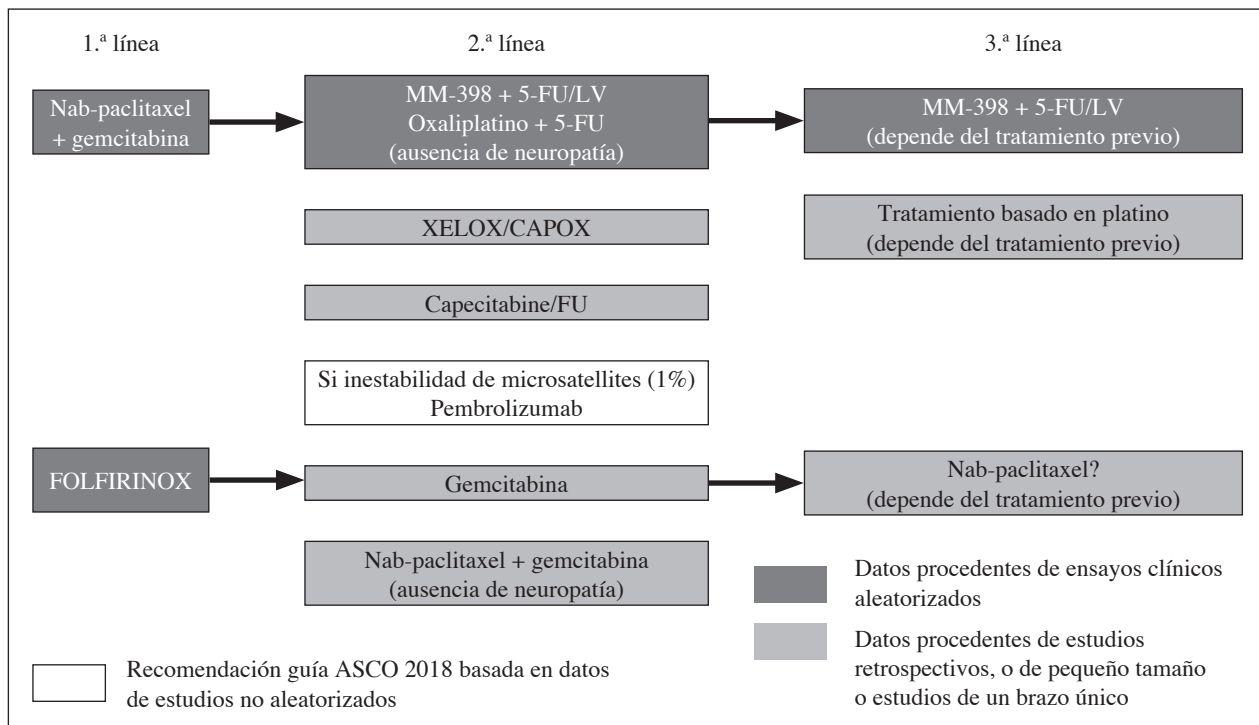 1.ª línea
2.ª línea
3.ª línea
Nab-paclitaxel
+ gemcitabina
MM-398 + 5-FU/LV
Oxaliplatino + 5-FU
(ausencia de neuropatía)
MM-398 + 5-FU/LV
(depende del tratamiento previo)
XELOX/CAPOX
Tratamiento basado en platino
(depende del tratamiento previo)
Capecitabine/FU
Si inestabilidad de microsatellites (1%)
Pembrolizumab
FOLFIRINOX
Gemcitabina
Nab-paclitaxel?
(depende del tratamiento previo)
Nab-paclitaxel + gemcitabina
(ausencia de neuropatía)
Datos procedentes de ensayos clínicos
aleatorizados
Datos procedentes de estudios
retrospectivos, o de pequeño tamaño
o estudios de un brazo único
Recomendación guía ASCO 2018 basada en datos
de estudios no aleatorizados